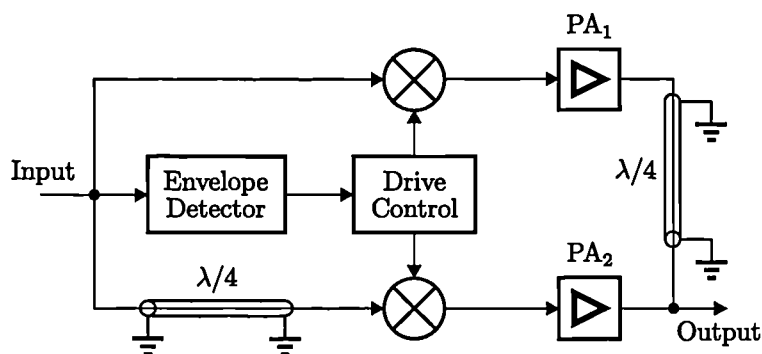 PA₁
Input
Envelope
Detector
Drive
Control
λ/4
λ/4
PA₂
Output